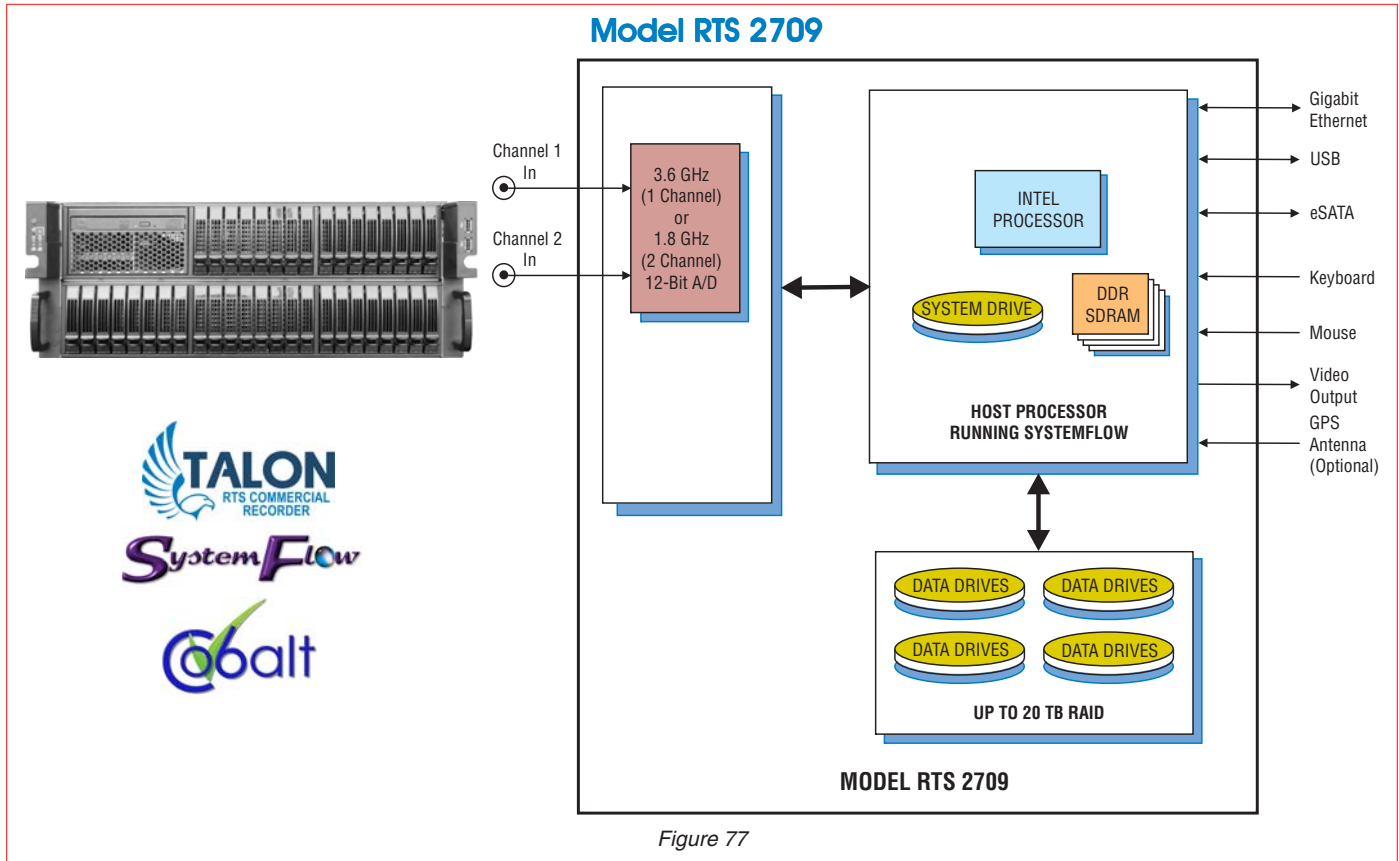 Model RTS 2709
Channel 1
In
Channel 2
In
3.6 GHz
(1 Channel)
or
1.8 GHz
(2 Channel)
12-Bit A/D
INTEL
PROCESSOR
SYSTEM DRIVE
DDR
SDRAM
HOST PROCESSOR
RUNNING SYSTEMFLOW
Gigabit
Ethernet
USB
eSATA
Keyboard
Mouse
Video
Output
GPS
Antenna
(Optional)
TALON
RTS COMMERCIAL
RECORDER
SystemFlow
Cobalt
DATA DRIVES
DATA DRIVES
DATA DRIVES
DATA DRIVES
UP TO 20 TB RAID
MODEL RTS 2709
Figure 77